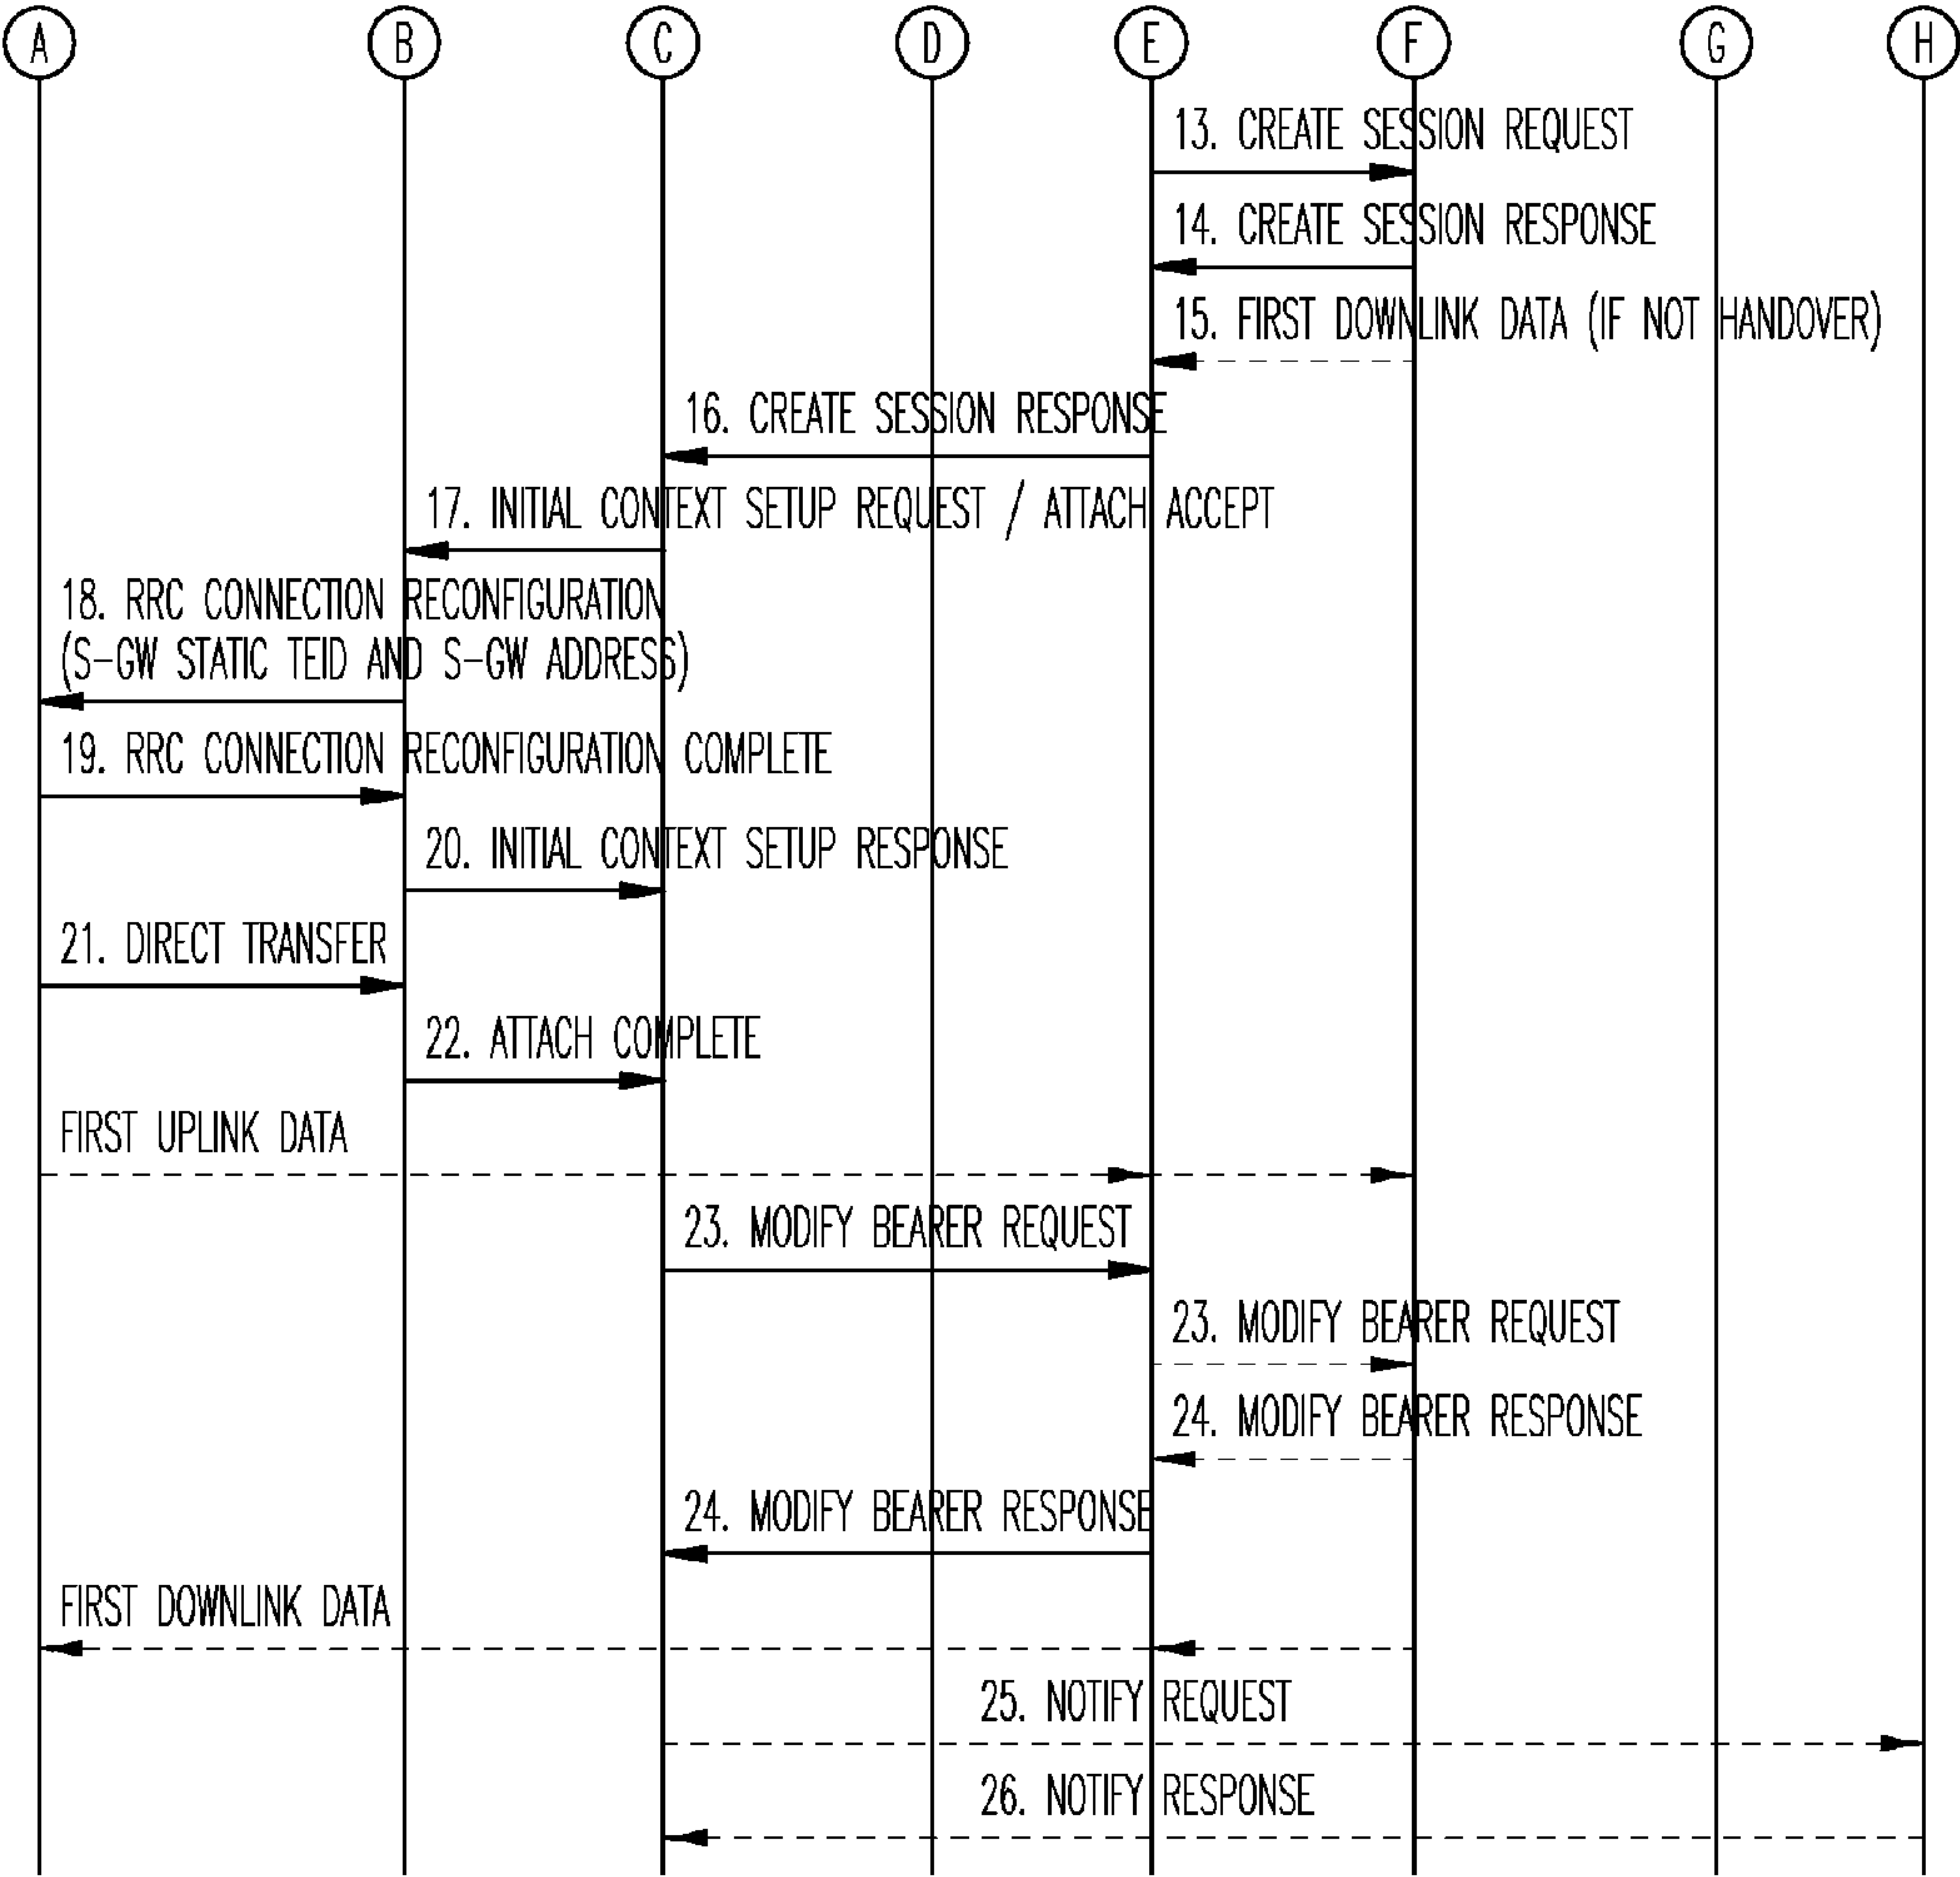 A B C D E F G H
13. CREATE SESSION REQUEST
14. CREATE SESSION RESPONSE
15. FIRST DOWNLINK DATA (IF NOT HANDOVER)
16. CREATE SESSION RESPONSE
17. INITIAL CONTEXT SETUP REQUEST / ATTACH ACCEPT
18. RRC CONNECTION RECONFIGURATION
(S-GW STATIC TEID AND S-GW ADDRESS)
19. RRC CONNECTION RECONFIGURATION COMPLETE
20. INITIAL CONTEXT SETUP RESPONSE
21. DIRECT TRANSFER
22. ATTACH COMPLETE
FIRST UPLINK DATA
23. MODIFY BEARER REQUEST
23. MODIFY BEARER REQUEST
24. MODIFY BEARER RESPONSE
24. MODIFY BEARER RESPONSE
FIRST DOWNLINK DATA
25. NOTIFY REQUEST
26. NOTIFY RESPONSE